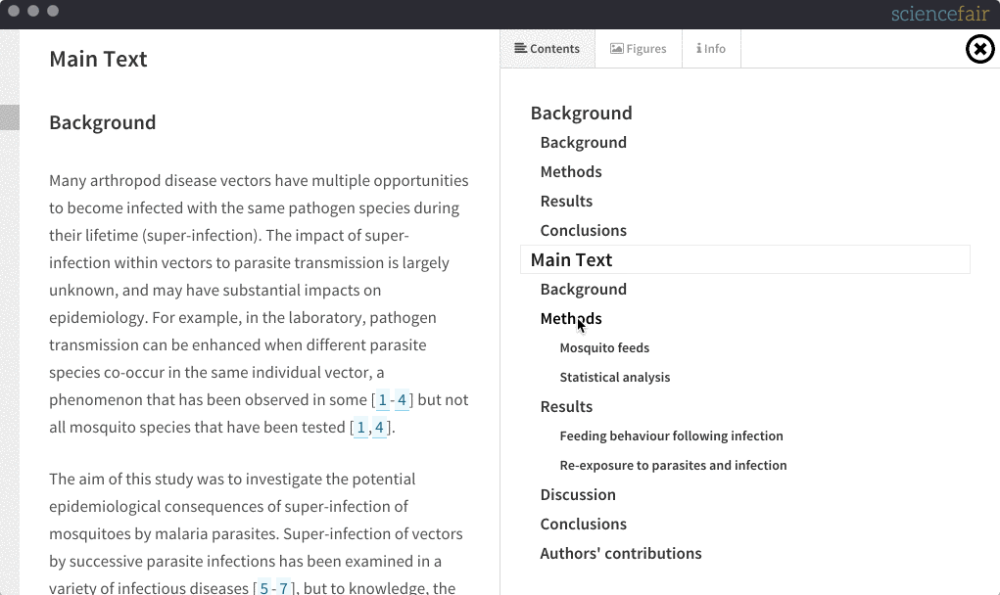 sciencefair
Main Text
Background
Many arthropod disease vectors have multiple opportunities
to become infected with the same pathogen species during
their lifetime (super-infection). The impact of super-
infection within vectors to parasite transmission is largely
unknown, and may have substantial impacts on
epidemiology. For example, in the laboratory, pathogen
transmission can be enhanced when different parasite
species co-occur in the same individual vector, a
phenomenon that has been observed in some [1-4] but not
all mosquito species that have been tested [1,4].
The aim of this study was to investigate the potential
epidemiological consequences of super-infection of
mosquitoes by malaria parasites. Super-infection of vectors
by successive parasite infections has been examined in a
variety of infectious diseases [5-7], but to knowledge, the
Contents
Figures
Info
Background
Background
Methods
Results
Conclusions
Main Text
Background
Methods
Mosquito feeds
Statistical analysis
Results
Feeding behaviour following infection
Re-exposure to parasites and infection
Discussion
Conclusions
Authors' contributions